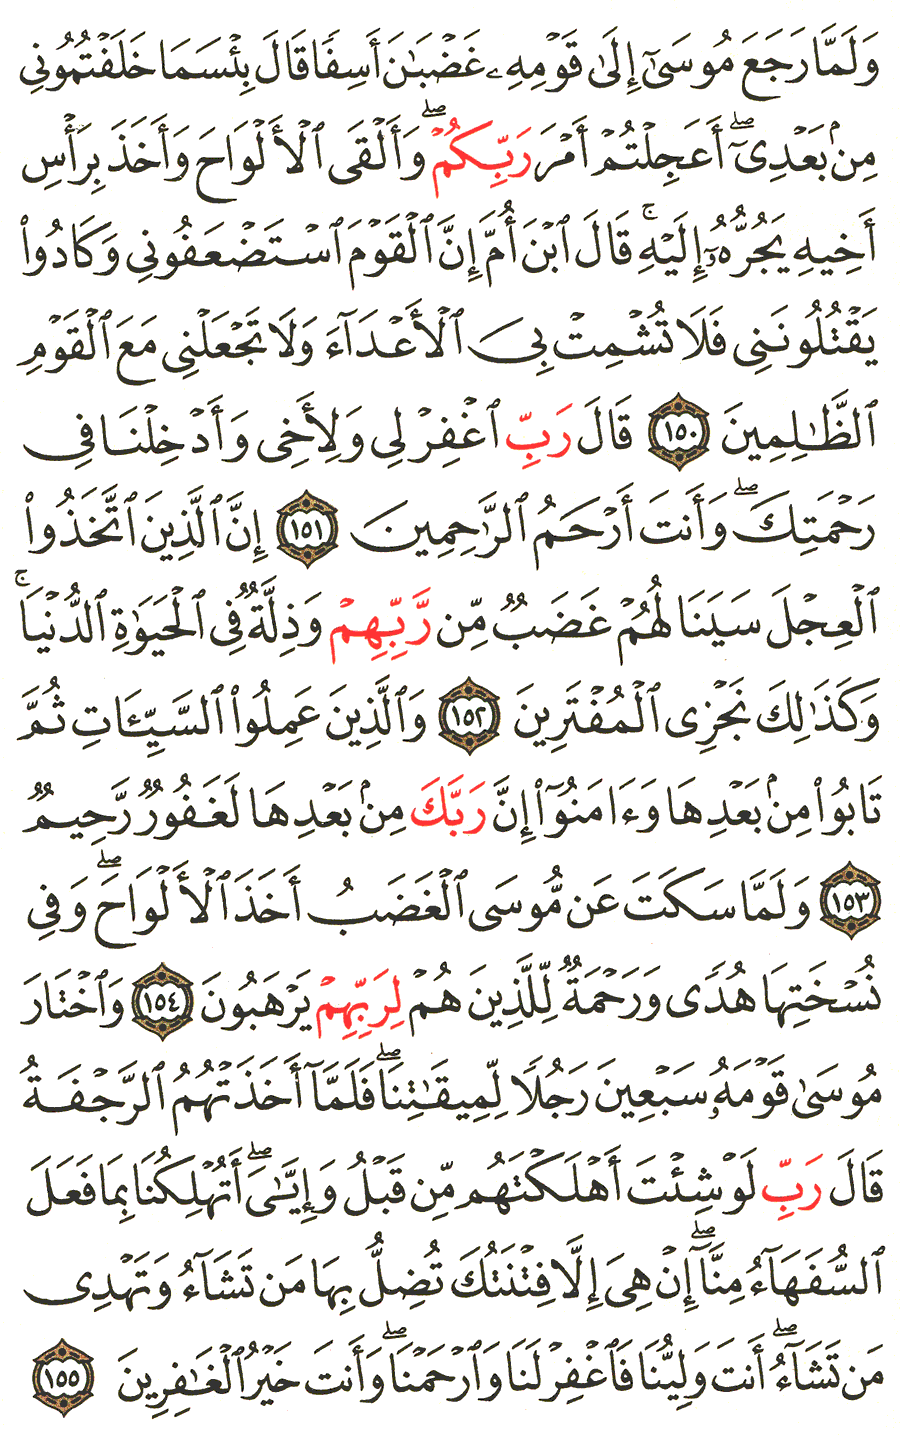 وَلَمَّا رَجَعَ مُوسَىٰٓ إِلَىٰ قَوْمِهِۦ غَضْبَـٰنَ أَسِفًا قَالَ بِئْسَمَا خَلَفْتُمُونِى
مِنۢ بَعْدِىٓ ۖ أَعَجِلْتُمْ أَمْرَ رَبِّكُمْ ۖ وَأَلْقَى ٱلْأَلْوَاحَ وَأَخَذَ بِرَأْسِ
أَخِيهِ يَجُرُّهُۥٓ إِلَيْهِ ۚ قَالَ ٱبْنَ أُمَّ إِنَّ ٱلْقَوْمَ ٱسْتَضْعَفُونِى وَكَادُوا۟
يَقْتُلُونَنِى فَلَا تُشْمِتْ بِىَ ٱلْأَعْدَآءَ وَلَا تَجْعَلْنِى مَعَ ٱلْقَوْمِ
ٱلظَّـٰلِمِينَ ١٥٠ قَالَ رَبِّ ٱغْفِرْ لِى وَلِأَخِى وَأَدْخِلْنَا فِى
رَحْمَتِكَ ۖ وَأَنتَ أَرْحَمُ ٱلرَّٰحِمِينَ ١٥١ إِنَّ ٱلَّذِينَ ٱتَّخَذُوا۟
ٱلْعِجْلَ سَيَنَالُهُمْ غَضَبٌ مِّن رَّبِّهِمْ وَذِلَّةٌ فِى ٱلْحَيَوٰةِ ٱلدُّنْيَا ۚ
وَكَذَٰلِكَ نَجْزِى ٱلْمُفْتَرِينَ ١٥٢ وَٱلَّذِينَ عَمِلُوا۟ ٱلسَّيِّـَٔاتِ ثُمَّ
تَابُوا۟ مِنۢ بَعْدِهَا وَءَامَنُوٓا۟ إِنَّ رَبَّكَ مِنۢ بَعْدِهَا لَغَفُورٌ رَّحِيمٌ
١٥٣ وَلَمَّا سَكَتَ عَن مُّوسَى ٱلْغَضَبُ أَخَذَ ٱلْأَلْوَاحَ ۖ وَفِى
نُسْخَتِهَا هُدًى وَرَحْمَةٌ لِّلَّذِينَ هُمْ لِرَبِّهِمْ يَرْهَبُونَ ١٥٤ وَٱخْتَارَ
مُوسَىٰ قَوْمَهُۥ سَبْعِينَ رَجُلًا لِّمِيقَـٰتِنَا ۖ فَلَمَّآ أَخَذَتْهُمُ ٱلرَّجْفَةُ
قَالَ رَبِّ لَوْ شِئْتَ أَهْلَكْتَهُم مِّن قَبْلُ وَإِيَّـٰىَ ۖ أَتُهْلِكُنَا بِمَا فَعَلَ
ٱلسُّفَهَآءُ مِنَّآ ۖ إِنْ هِىَ إِلَّا فِتْنَتُكَ تُضِلُّ بِهَا مَن تَشَآءُ وَتَهْدِى
مَن تَشَآءُ ۖ أَنتَ وَلِيُّنَا فَٱغْفِرْ لَنَا وَٱرْحَمْنَا ۖ وَأَنتَ خَيْرُ ٱلْغَـٰفِرِينَ ١٥٥